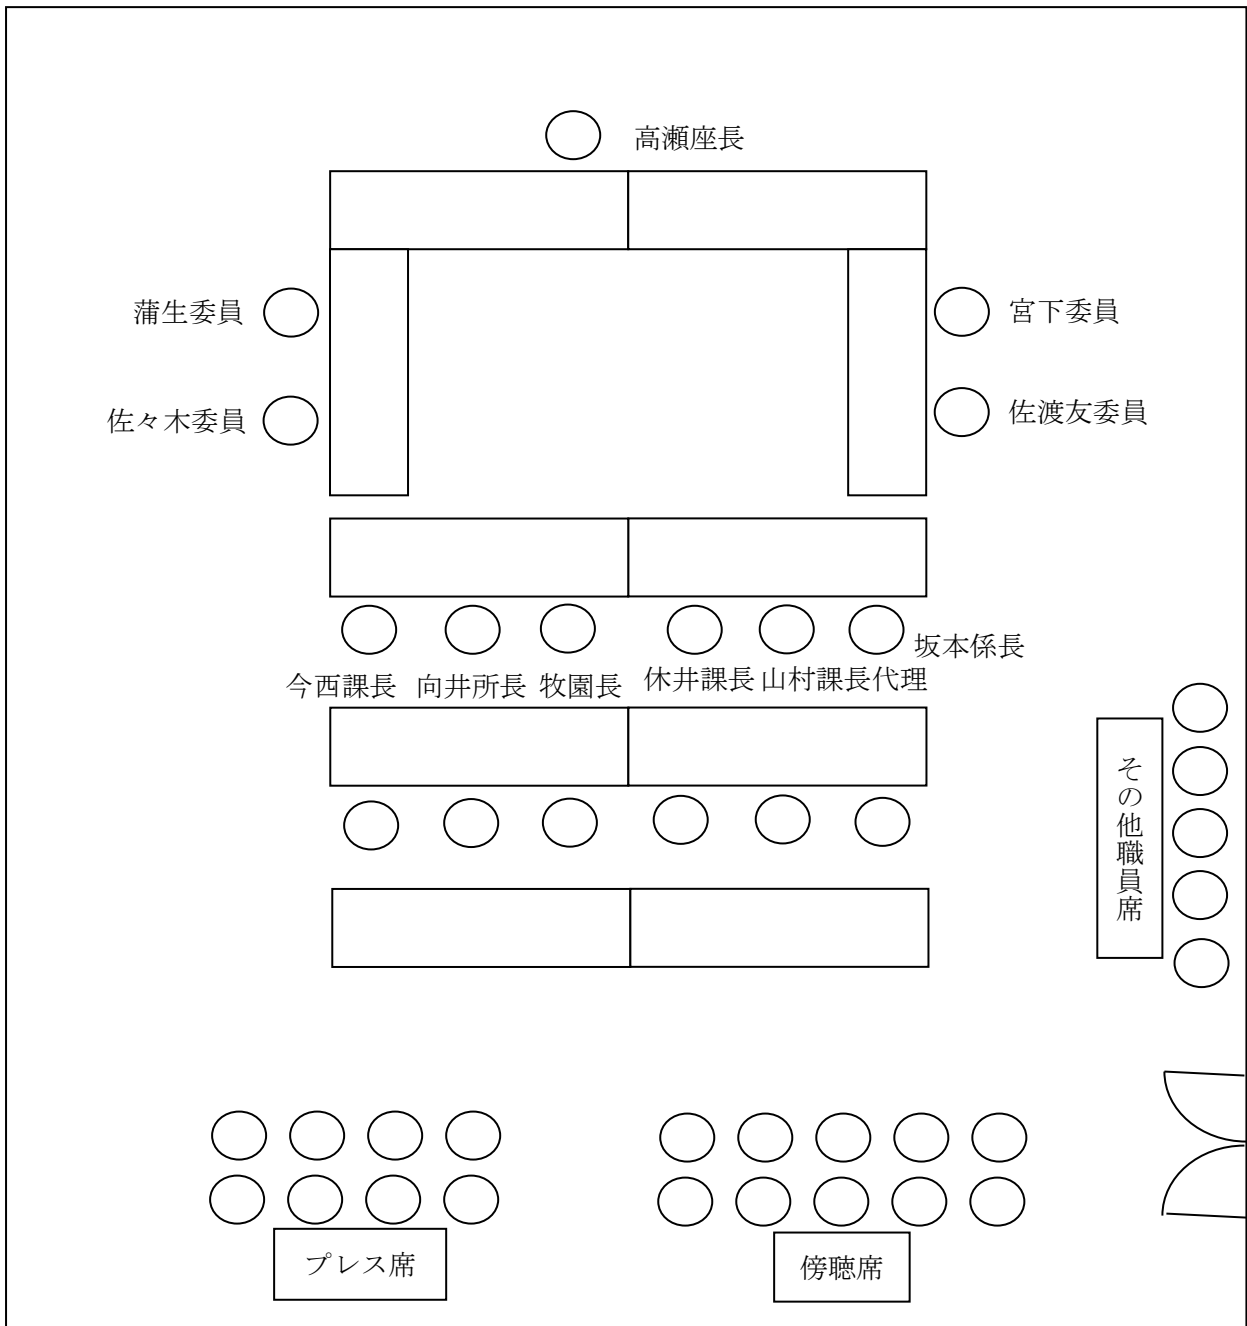 高瀬座長
蒲生委員
宮下委員
佐々木委員
佐渡友委員
坂本係長
今西課長
向井所長
牧園長
休井課長
山村課長代理
その他職員席
プレス席
傍聴席